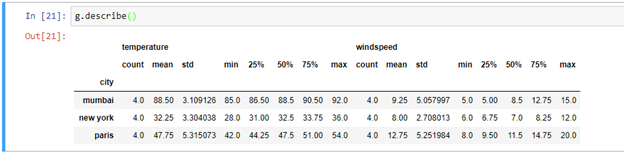 In [21]: g.describe()
Out[21]:
temperature windspeed
count mean std min 25% 50% 75% max count mean std min 25% 50% 75% max
city
mumbai 4.0 88.50 3.109126 85.0 86.50 88.5 90.50 92.0 4.0 9.25 5.057997 5.0 5.00 8.5 12.75 15.0
new york 4.0 32.25 3.304038 28.0 31.00 32.5 33.75 36.0 4.0 8.00 2.708013 6.0 6.75 7.0 8.25 12.0
paris 4.0 47.75 5.315073 42.0 44.25 47.5 51.00 54.0 4.0 12.75 5.251984 8.0 9.50 11.5 14.75 20.0